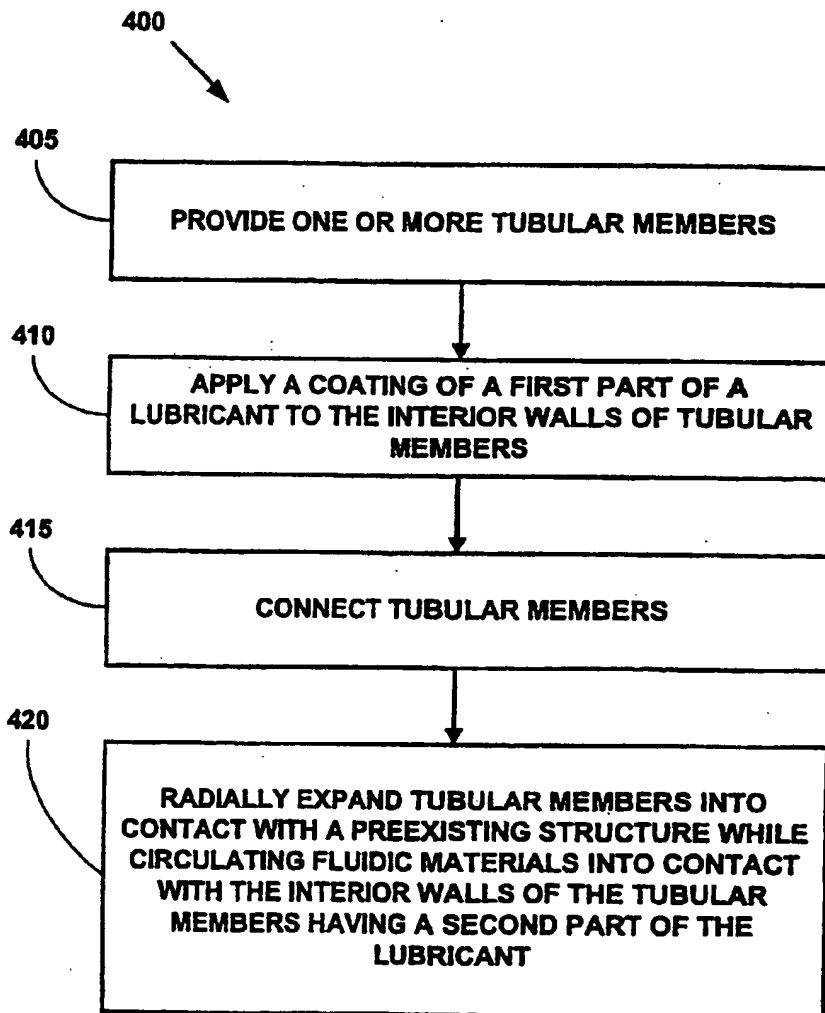 400
405
PROVIDE ONE OR MORE TUBULAR MEMBERS
410
APPLY A COATING OF A FIRST PART OF A
LUBRICANT TO THE INTERIOR WALLS OF TUBULAR
MEMBERS
415
CONNECT TUBULAR MEMBERS
420
RADIALLY EXPAND TUBULAR MEMBERS INTO
CONTACT WITH A PREEXISTING STRUCTURE WHILE
CIRCULATING FLUIDIC MATERIALS INTO CONTACT
WITH THE INTERIOR WALLS OF THE TUBULAR
MEMBERS HAVING A SECOND PART OF THE
LUBRICANT